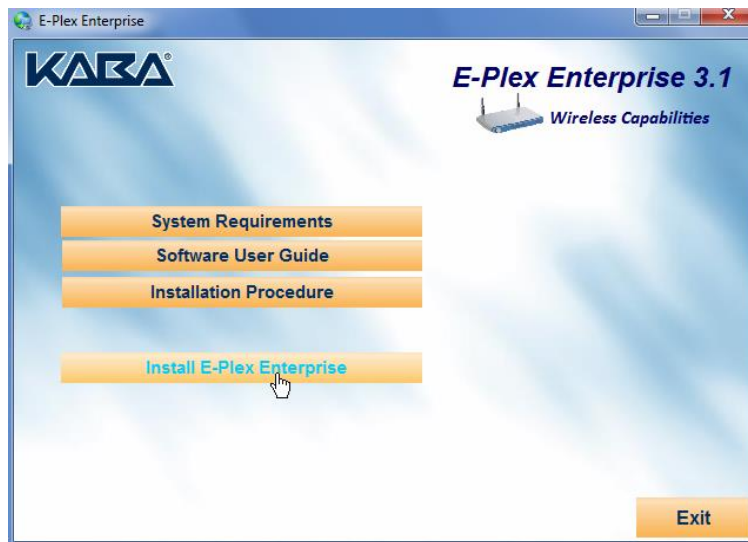 E-Plex Enterprise
KABA®
E-Plex Enterprise 3.1
Wireless Capabilities
System Requirements
Software User Guide
Installation Procedure
Install E-Plex Enterprise
Exit